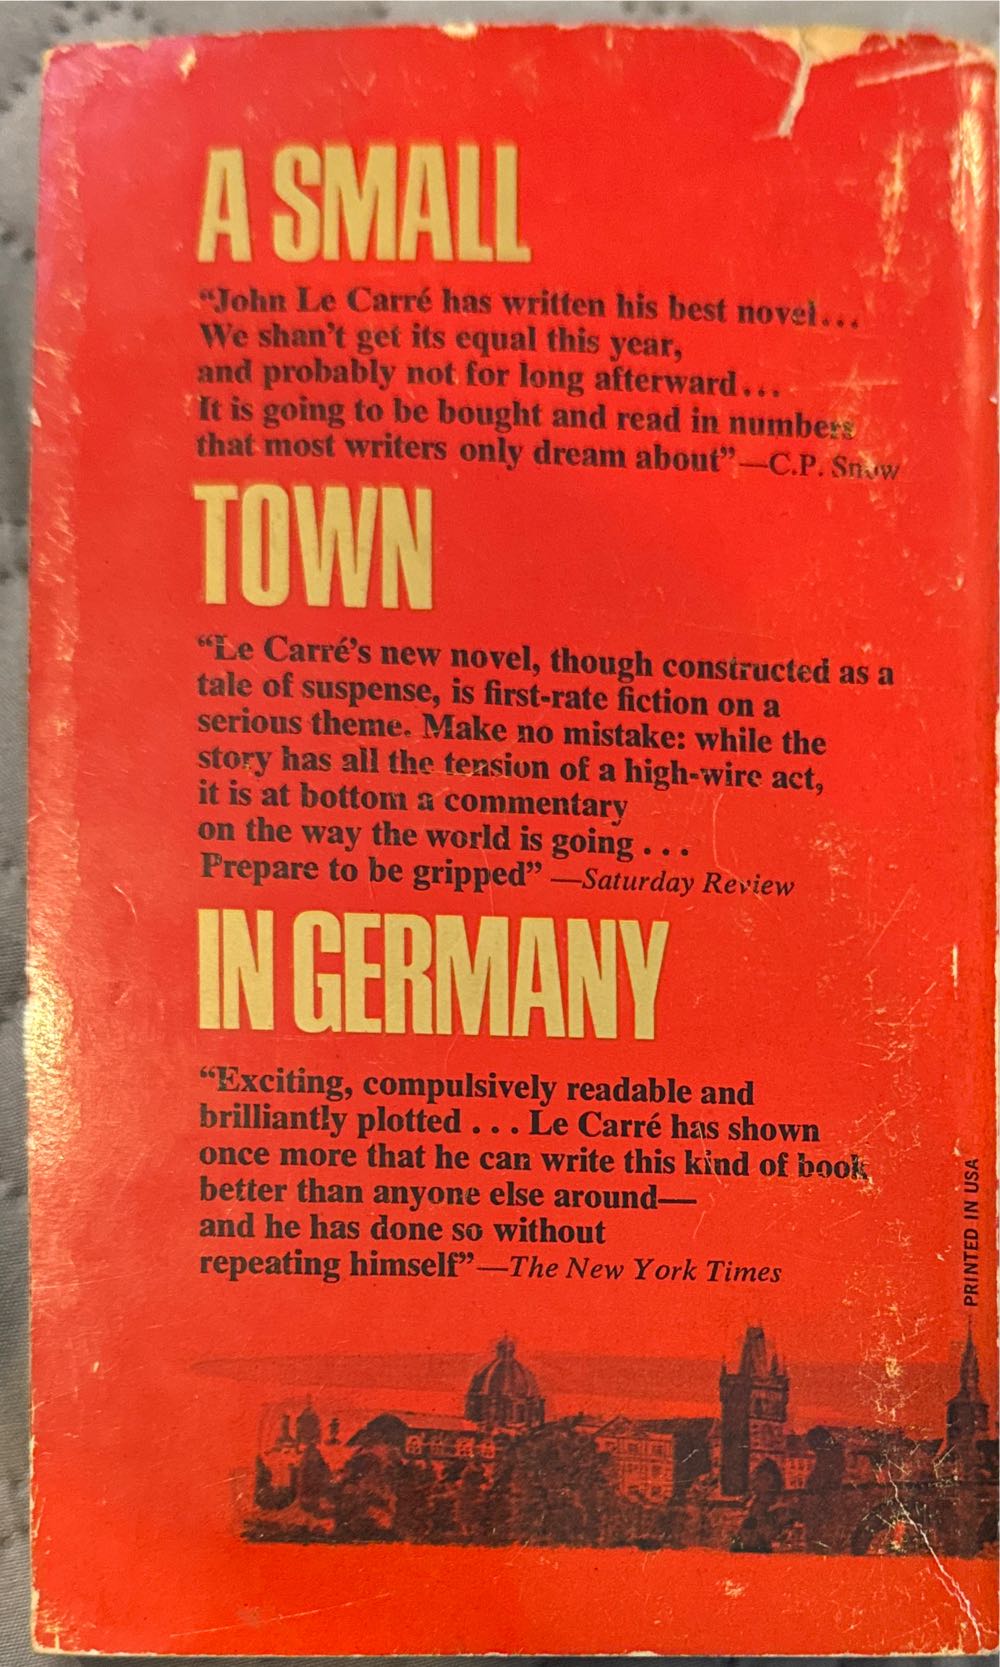 A SMALL
“John Le Carré has written his best novel...
We shan’t get its equal this year,
and probably not for long afterward...
It is going to be bought and read in numbers
that most writers only dream about”—C.P. Snow
TOWN
“Le Carré’s new novel, though constructed as a
tale of suspense, is first-rate fiction on a
serious theme. Make no mistake: while the
story has all the tension of a high-wire act,
it is at bottom a commentary
on the way the world is going . . .
Prepare to be gripped” —Saturday Review
IN GERMANY
“Exciting, compulsively readable and
brilliantly plotted . . . Le Carré has shown
once more that he can write this kind of book
better than anyone else around—
and he has done so without
repeating himself”—The New York Times
PRINTED IN USA